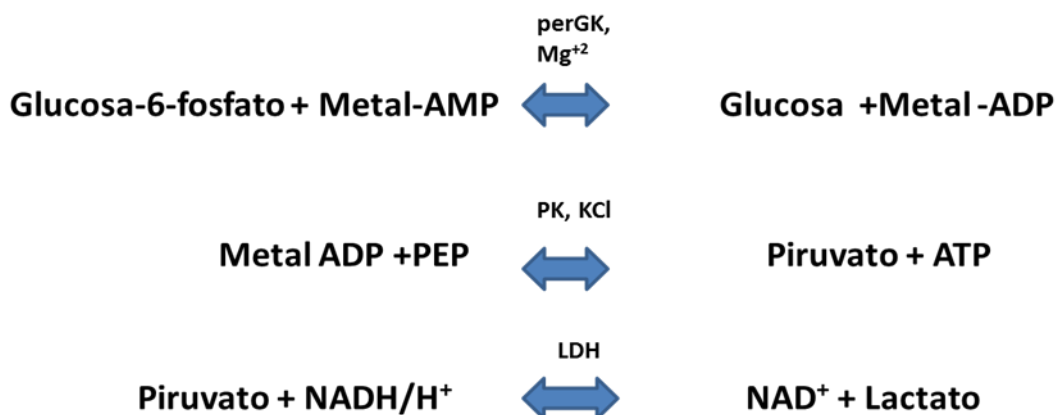 perGK,
Mg⁺²
Glucosa-6-fosfato + Metal-AMP
Glucosa +Metal -ADP
PK, KCl
Metal ADP +PEP
Piruvato + ATP
LDH
Piruvato + NADH/H⁺
NAD⁺ + Lactato